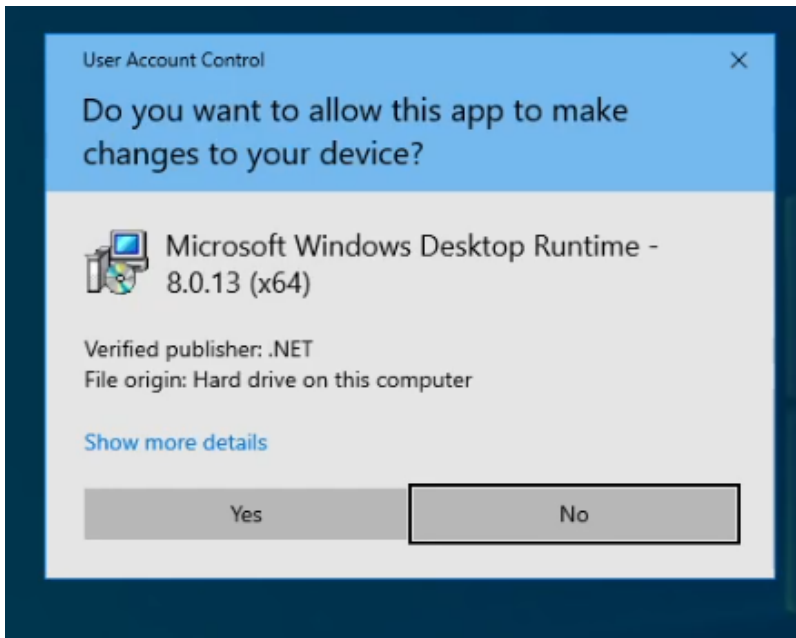 User Account Control
Do you want to allow this app to make
changes to your device?
Microsoft Windows Desktop Runtime -
8.0.13 (x64)
Verified publisher: .NET
File origin: Hard drive on this computer
Show more details
Yes
No